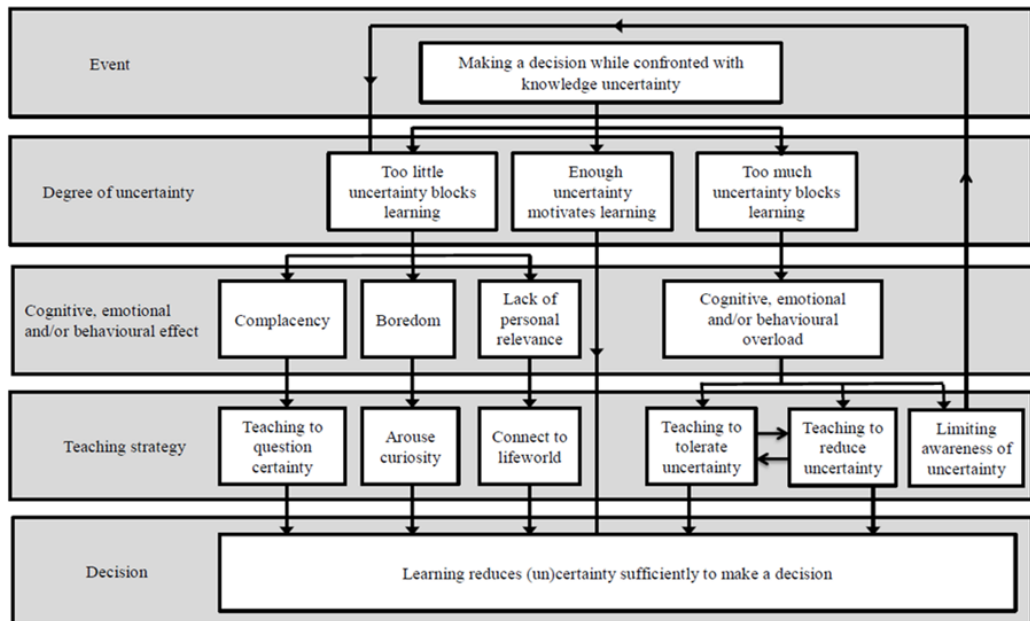 Event
Making a decision while confronted with
knowledge uncertainty
Degree of uncertainty
Too little
uncertainty blocks
learning
Enough
uncertainty
motivates learning
Too much
uncertainty blocks
learning
Cognitive, emotional
and/or behavioural effect
Complacency
Boredom
Lack of
personal
relevance
Cognitive, emotional
and/or behavioural
overload
Teaching strategy
Teaching to
question
certainty
Arouse
curiosity
Connect to
lifeworld
Teaching to
tolerate
uncertainty
Teaching to
reduce
uncertainty
Limiting
awareness of
uncertainty
Decision
Learning reduces (un)certainty sufficiently to make a decision